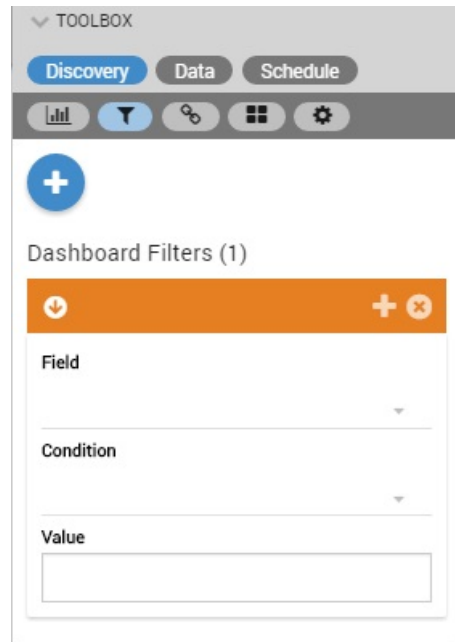 TOOLBOX
Discovery Data Schedule
Dashboard Filters (1)
Field
Condition
Value